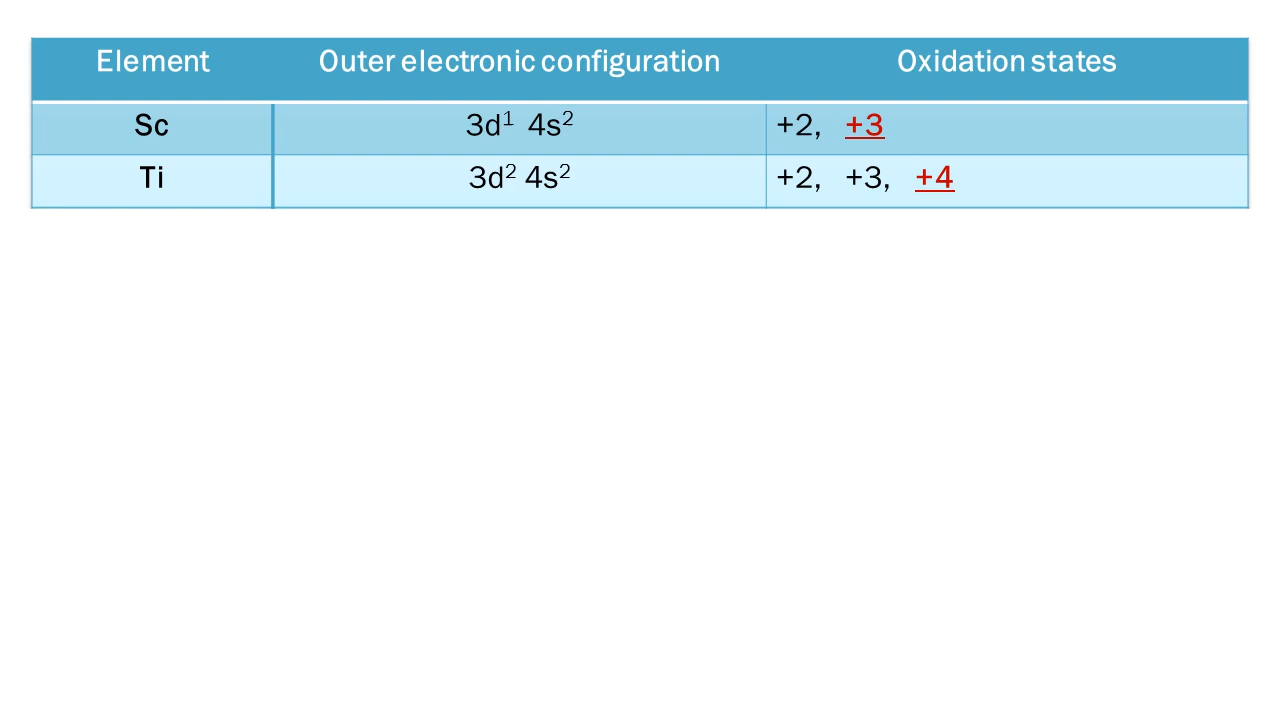 Element Outer electronic configuration Oxidation states
Sc 3d¹ 4s² +2, +3
Ti 3d² 4s² +2, +3, +4